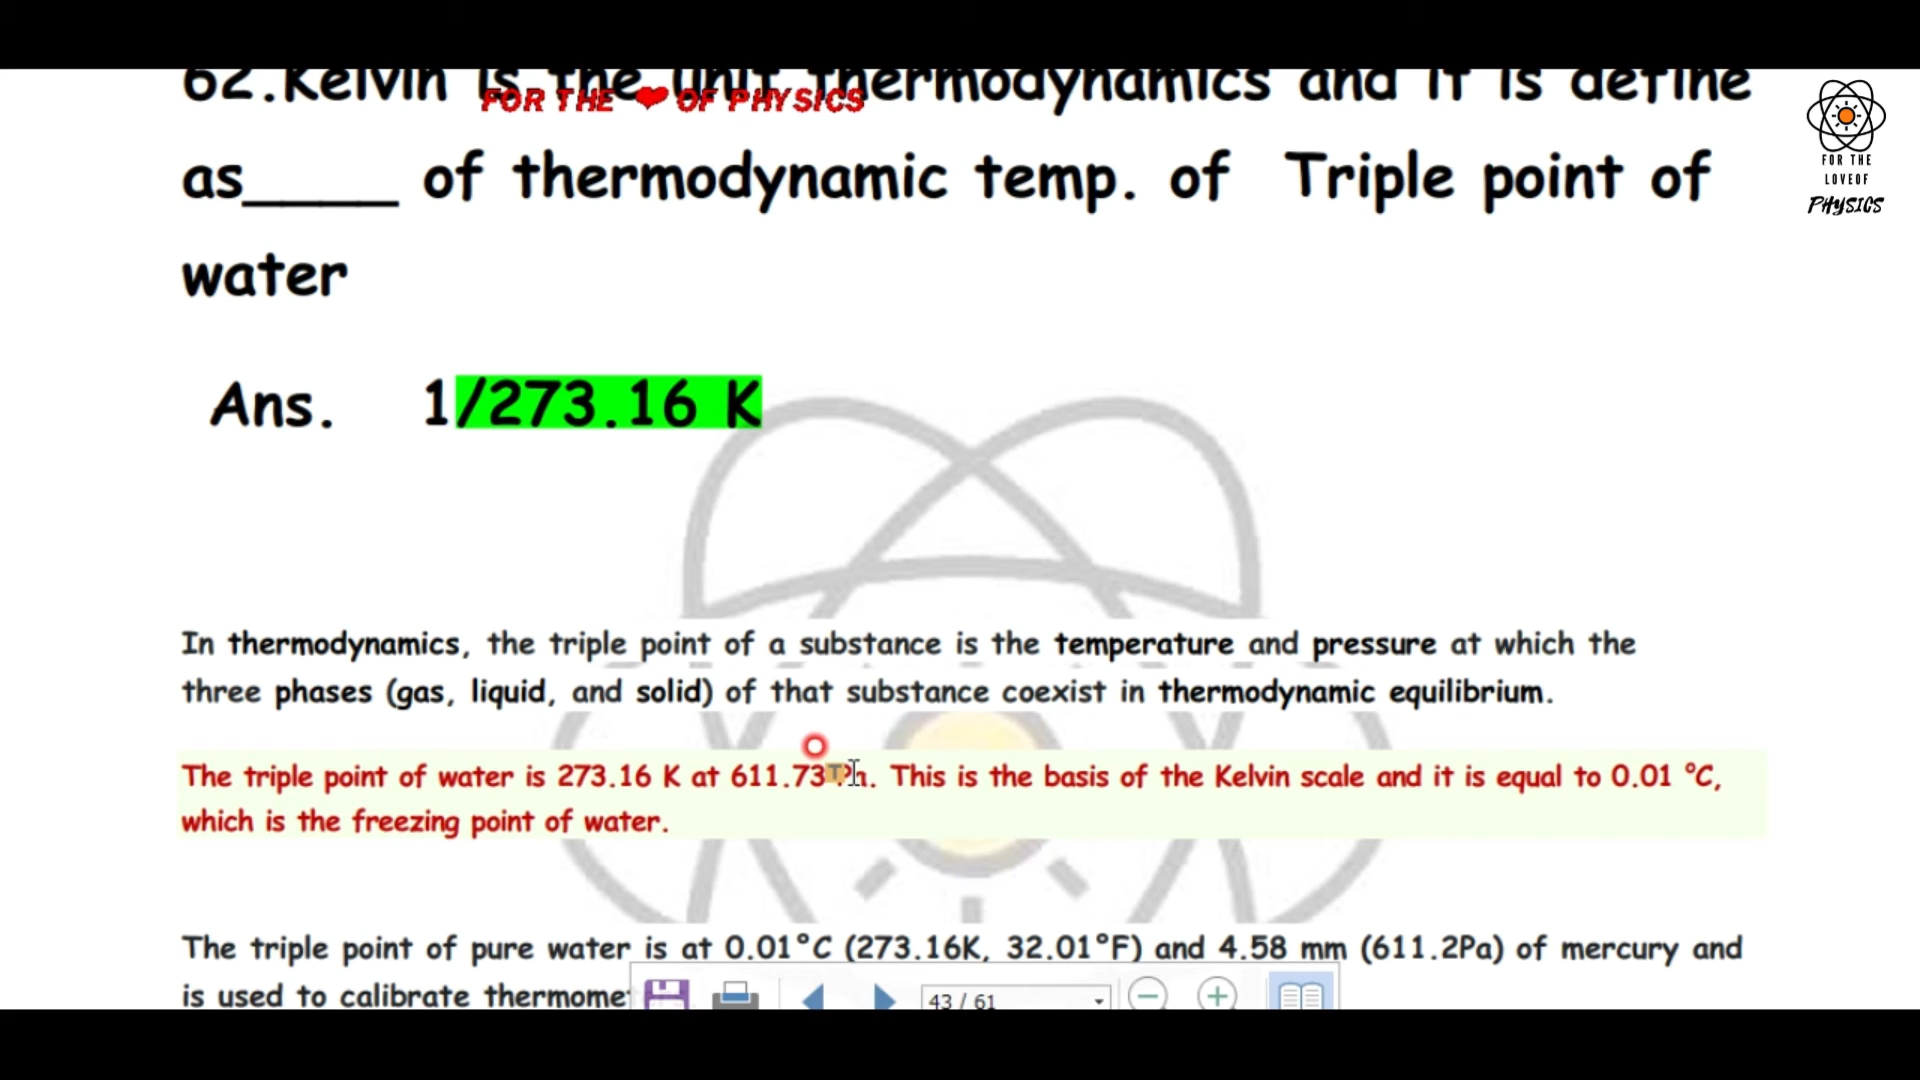 62.Kelvin is the unit thermodynamics and it is define
FOR THE ❤ OF PHYSICS
as____ of thermodynamic temp. of Triple point of
water
FOR THE
LOVEOF
PHYSICS
Ans. 1/273.16 K
In thermodynamics, the triple point of a substance is the temperature and pressure at which the
three phases (gas, liquid, and solid) of that substance coexist in thermodynamic equilibrium.
The triple point of water is 273.16 K at 611.73 This is the basis of the Kelvin scale and it is equal to 0.01 °C,
which is the freezing point of water.
The triple point of pure water is at 0.01°C (273.16K, 32.01°F) and 4.58 mm (611.2Pa) of mercury and
is used to calibrate
43 / 61